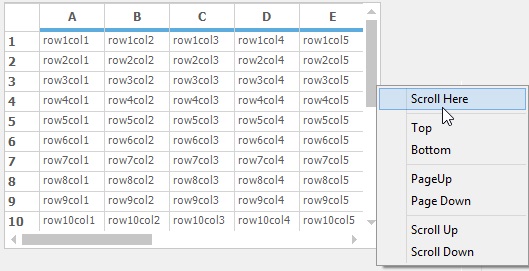 A B C D E
1 row1col1 row1col2 row1col3 row1col4 row1col5
2 row2col1 row2col2 row2col3 row2col4 row2col5
3 row3col1 row3col2 row3col3 row3col4 row3col5
4 row4col1 row4col2 row4col3 row4col4 row4col5
5 row5col1 row5col2 row5col3 row5col4 row5col5
6 row6col1 row6col2 row6col3 row6col4 row6col5
7 row7col1 row7col2 row7col3 row7col4 row7col5
8 row8col1 row8col2 row8col3 row8col4 row8col5
9 row9col1 row9col2 row9col3 row9col4 row9col5
10 row10col1 row10col2 row10col3 row10col4 row10col5
Scroll Here
Top
Bottom
PageUp
Page Down
Scroll Up
Scroll Down